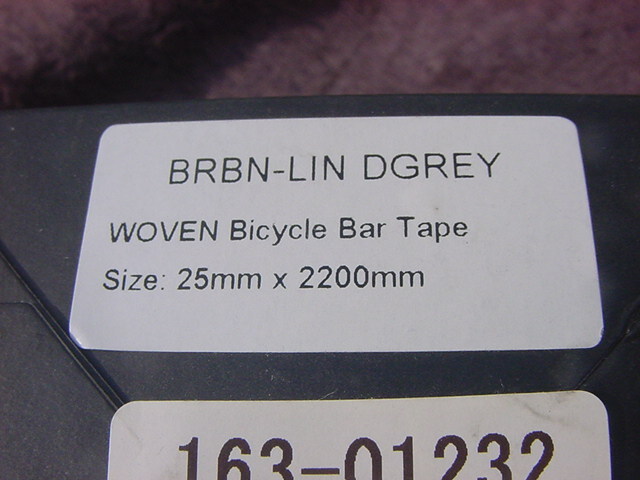 BRBN-LIN DGREY
WOVEN Bicycle Bar Tape
Size: 25mm x 2200mm
163-01232